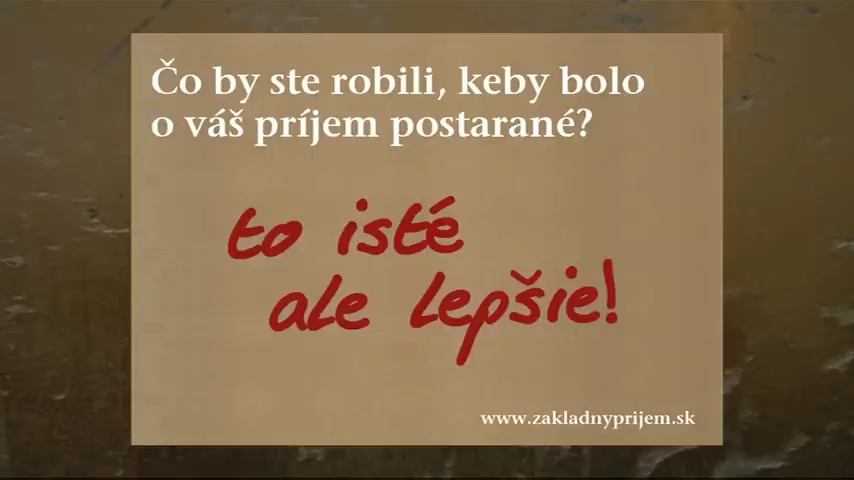 Čo by ste robili, keby bolo
o váš príjem postarané?
to isté
ale lepšie!
www.zakladnyprijem.sk